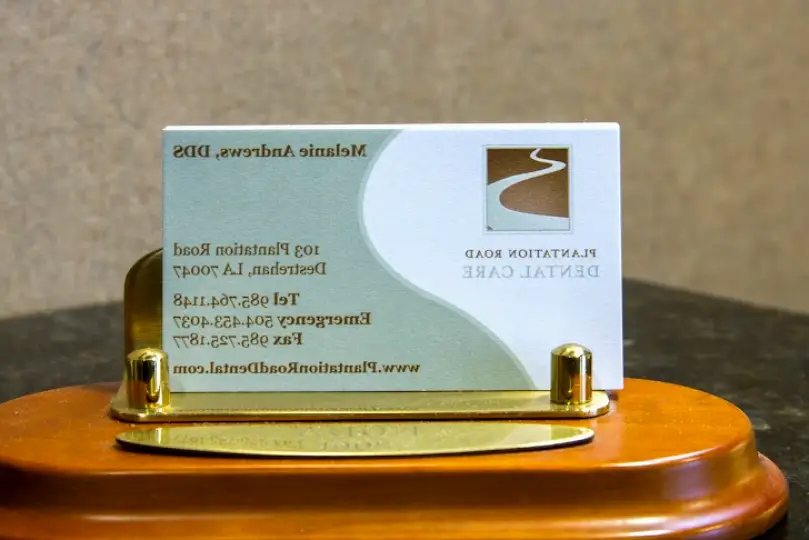 PLANTATION ROAD
DENTAL CARE
Melanie Andrews, DDS
103 Plantation Road
Destrehan, LA 70047
Tel 985.764.1148
Emergency 504.453.4037
Fax 985.725.1877
www.PlantationRoadDental.com